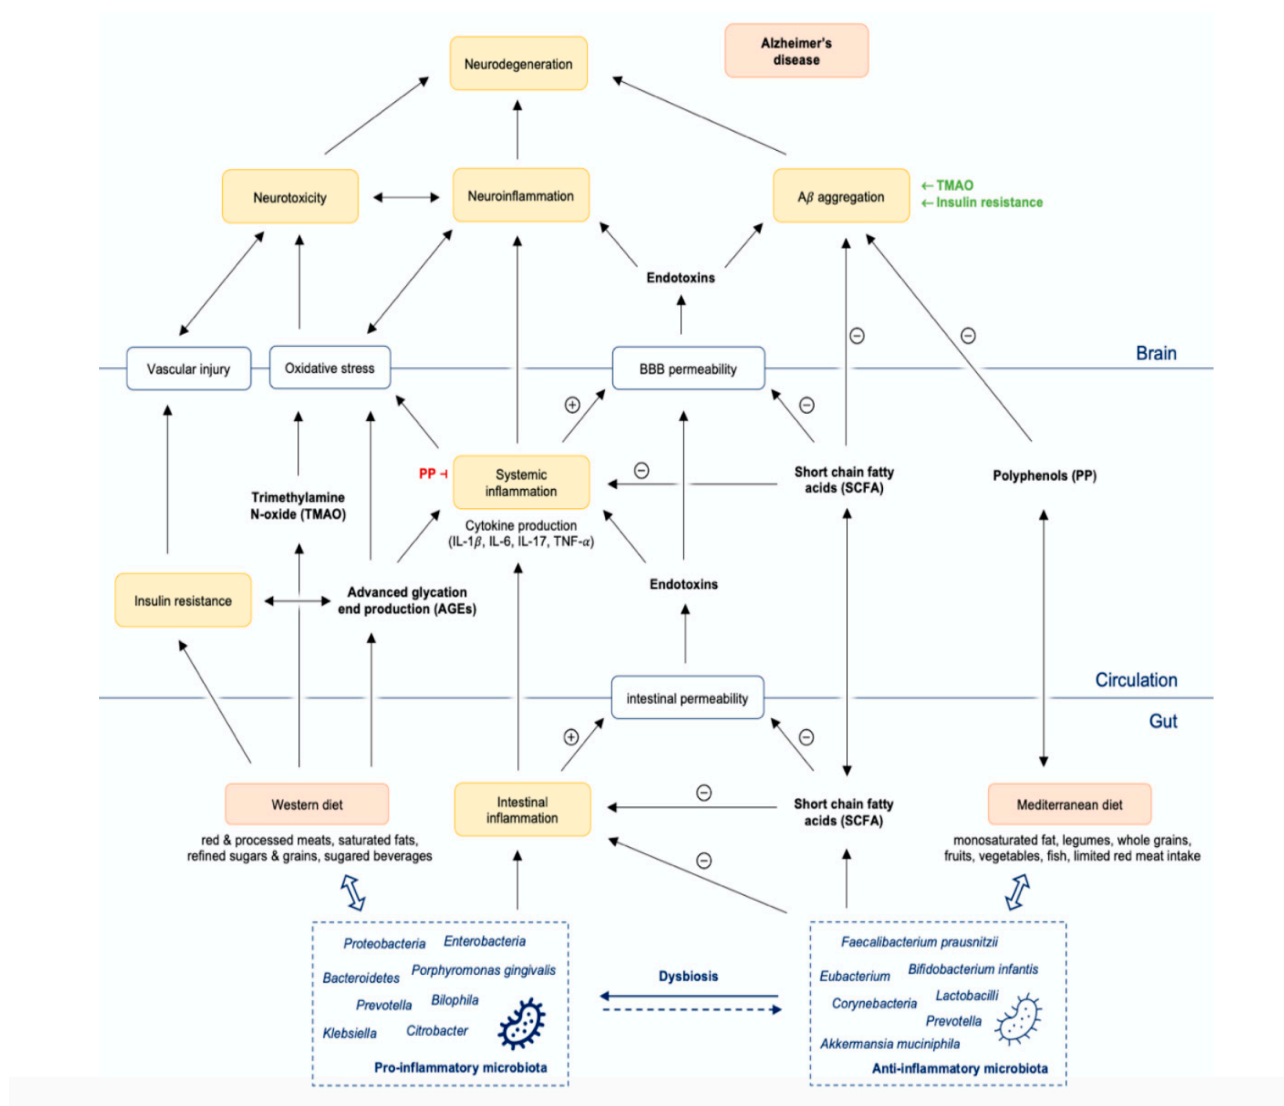 Neurodegeneration
Alzheimer's
disease
Neurotoxicity
Neuroinflammation
Aβ aggregation
← TMAO
← Insulin resistance
Endotoxins
Brain
Vascular injury
Oxidative stress
BBB permeability
+
−
−
−
PP ⊣
Systemic
inflammation
−
Short chain fatty
acids (SCFA)
Polyphenols (PP)
Trimethylamine
N-oxide (TMAO)
Cytokine production
(IL-1β, IL-6, IL-17, TNF-α)
Endotoxins
Insulin resistance
Advanced glycation
end production (AGEs)
Circulation
intestinal permeability
Gut
+
−
Western diet
red & processed meats, saturated fats,
refined sugars & grains, sugared beverages
Intestinal
inflammation
−
Short chain fatty
acids (SCFA)
Mediterranean diet
monosaturated fat, legumes, whole grains,
fruits, vegetables, fish, limited red meat intake
−
Proteobacteria Enterobacteria
Bacteroidetes Porphyromonas gingivalis
Prevotella Bilophila
Klebsiella Citrobacter
Pro-inflammatory microbiota
Dysbiosis
Faecalibacterium prausnitzii
Eubacterium Bifidobacterium infantis
Corynebacteria Lactobacilli
Prevotella
Akkermansia muciniphila
Anti-inflammatory microbiota